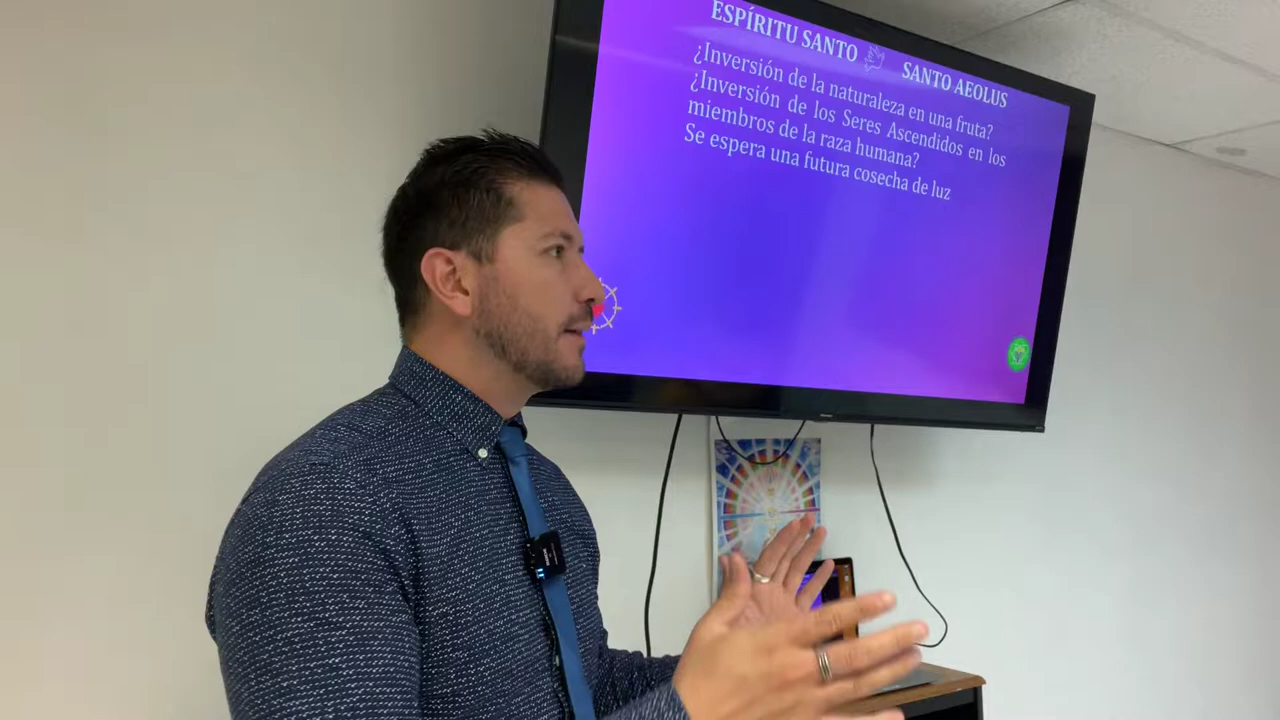 ESPÍRITU SANTO SANTO AEOLUS
¿Inversión de la naturaleza en una fruta?
¿Inversión de los Seres Ascendidos en los
miembros de la raza humana?
Se espera una futura cosecha de luz